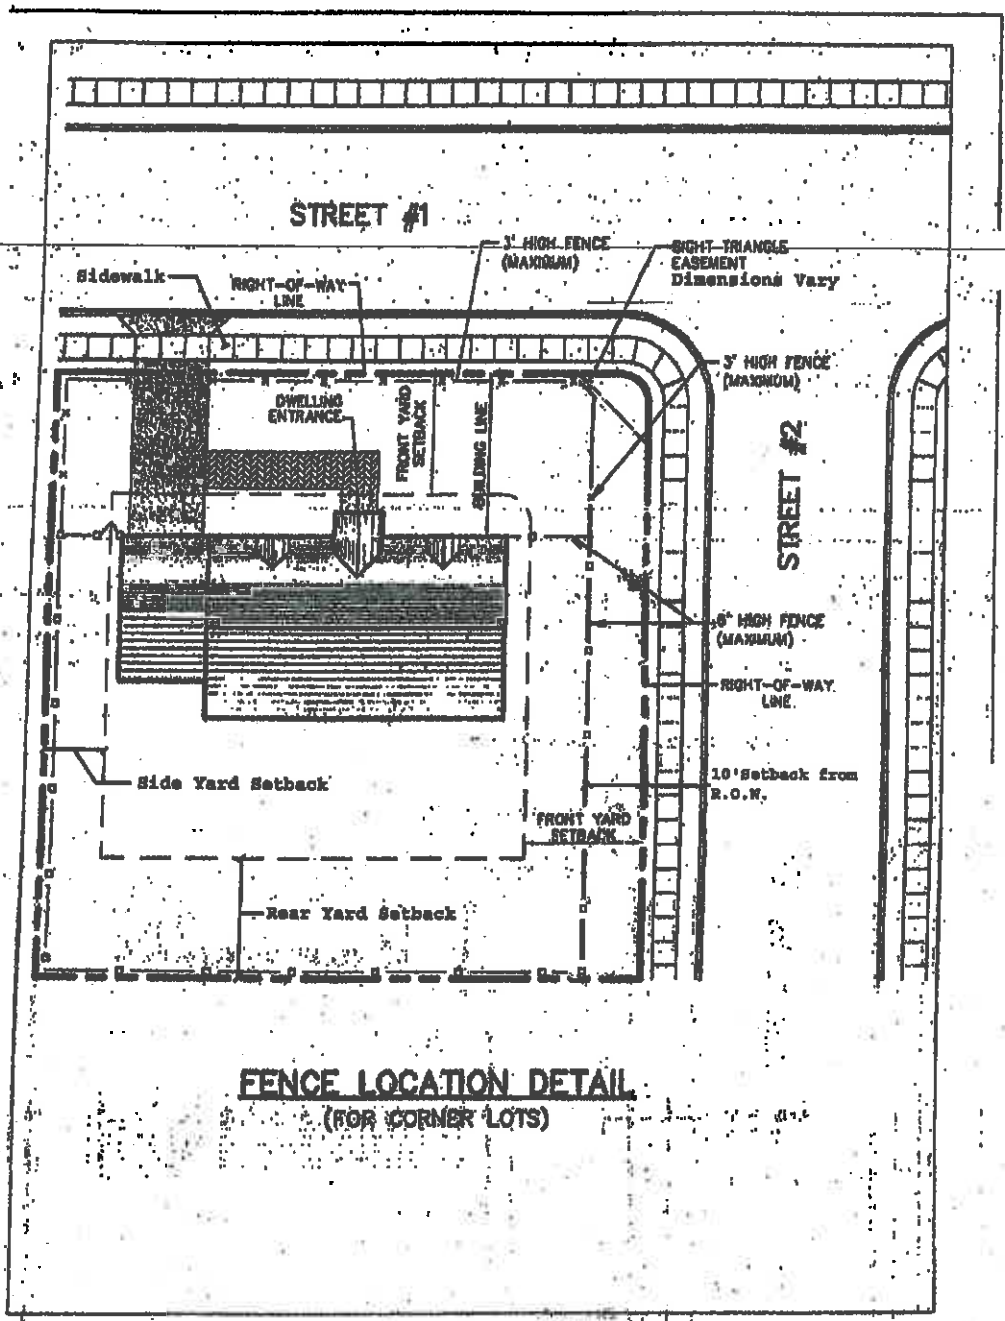 STREET #1
3' HIGH FENCE
(MAXIMUM)
SIGHT-TRIANGLE
EASEMENT
Dimensions Vary
Sidewalk
RIGHT-OF-WAY
LINE
3' HIGH FENCE
(MAXIMUM)
DWELLING
ENTRANCE
FRONT YARD
SETBACK
BUILDING LINE
STREET #2
6' HIGH FENCE
(MAXIMUM)
RIGHT-OF-WAY
LINE
Side Yard Setback
10' Setback from
R.O.W.
FRONT YARD
SETBACK
Rear Yard Setback
FENCE LOCATION DETAIL
(FOR CORNER LOTS)